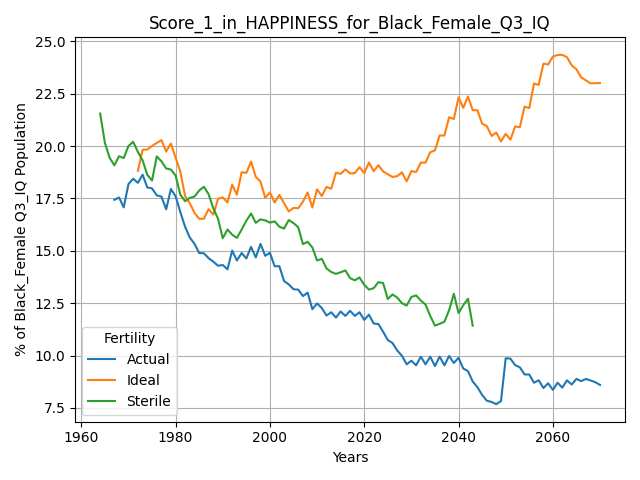 Score_1_in_HAPPINESS_for_Black_Female_Q3_IQ
% of Black_Female Q3_IQ Population
25.0
22.5
20.0
17.5
15.0
12.5
10.0
7.5
Fertility
Actual
Ideal
Sterile
1960 1980 2000 2020 2040 2060
Years